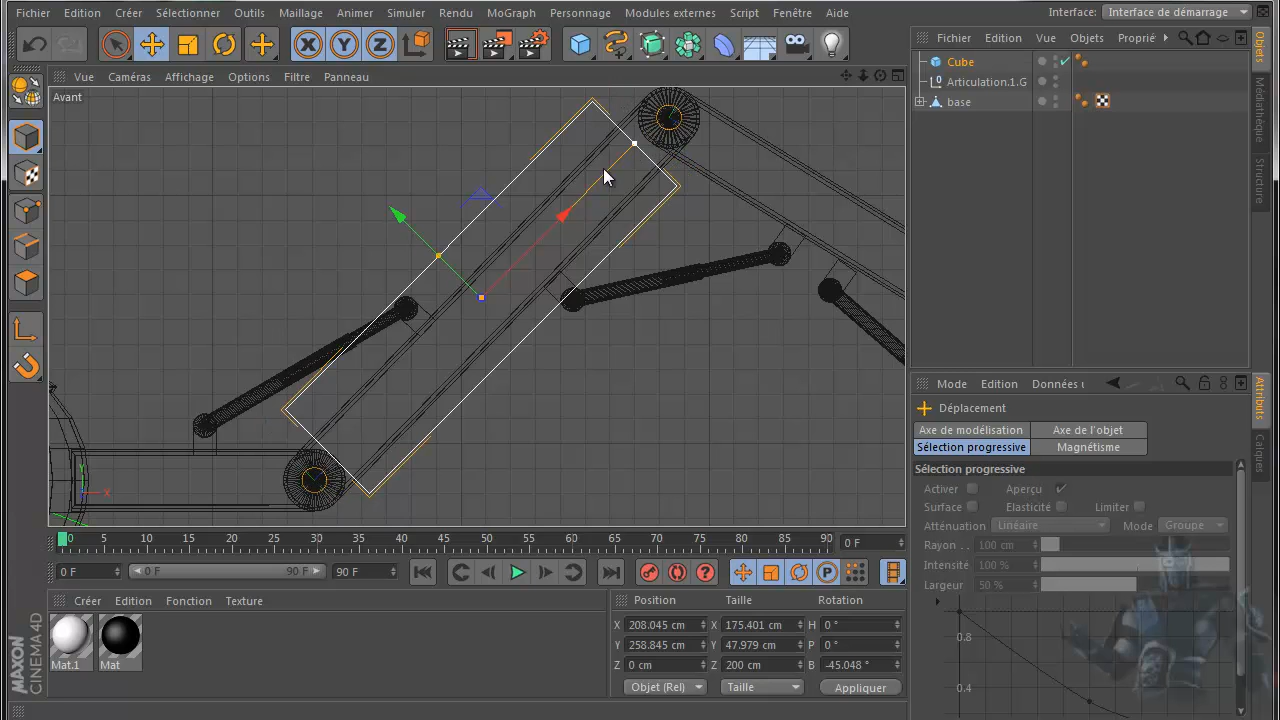 Fichier Edition Créer Sélectionner Outils Maillage Animer Simuler Rendu MoGraph Personnage Modules externes Script Fenêtre Aide Interface: Interface de démarrage
X Y Z
Fichier Edition Vue Objets Proprié
Objets
Vue Caméras Affichage Options Filtre Panneau
Cube
Articulation.1.G
base
Médiathèque
Structure
Avant
Y
X
Mode Edition Données
Attributs
Déplacement
Axe de modélisation Axe de l'objet
Sélection progressive Magnétisme
Calques
Sélection progressive
Activer Aperçu
Surface Elasticité Limiter
Atténuation Linéaire Mode Groupe
Rayon . . 100 cm
Intensité 100 %
Largeur 50 %
0.8
0.4
0 5 10 15 20 25 30 35 40 45 50 55 60 65 70 75 80 85 90 0 F
0 F 0 F 90 F 90 F
P
Créer Edition Fonction Texture
Mat.1 Mat
Position Taille Rotation
X 208.045 cm X 175.401 cm H 0 °
Y 258.845 cm Y 47.979 cm P 0 °
Z 0 cm Z 200 cm B -45.048 °
Objet (Rel) Taille Appliquer
MAXON
CINEMA 4D